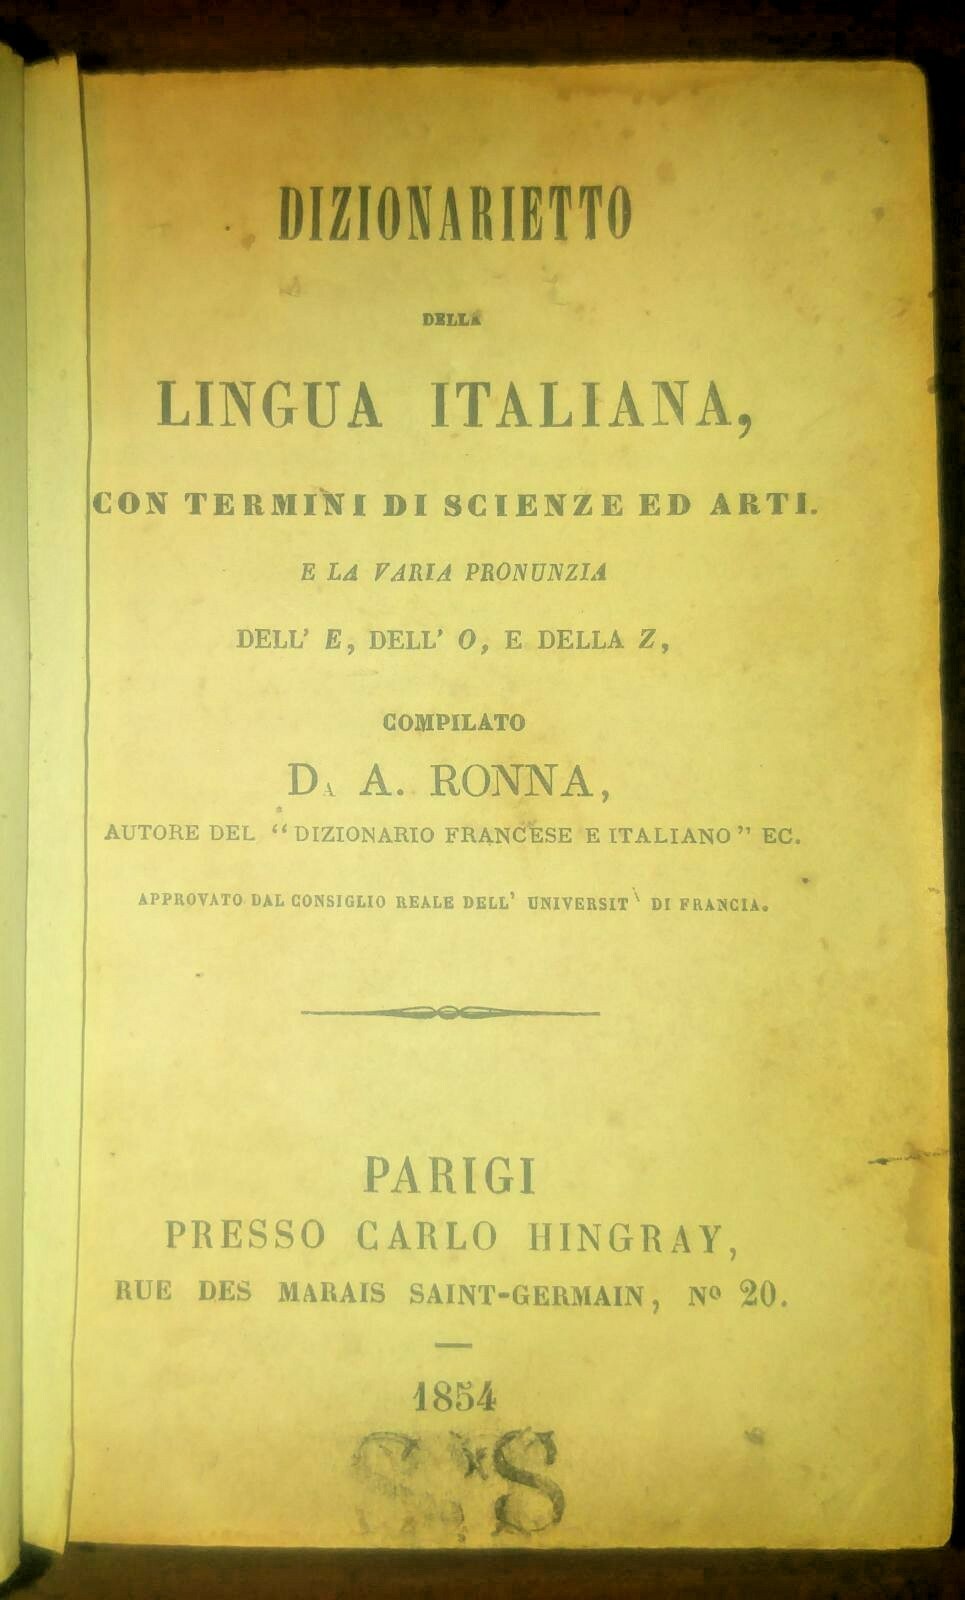 DIZIONARIETTO
DELLA
LINGUA ITALIANA,
CON TERMINI DI SCIENZE ED ARTI.
E LA VARIA PRONUNZIA
DELL' E, DELL' O, E DELLA Z,
COMPILATO
DA A. RONNA,
AUTORE DEL “DIZIONARIO FRANCESE E ITALIANO” EC.
APPROVATO DAL CONSIGLIO REALE DELL' UNIVERSIT\ DI FRANCIA.
PARIGI
PRESSO CARLO HINGRAY,
RUE DES MARAIS SAINT-GERMAIN, Nº 20.
1854